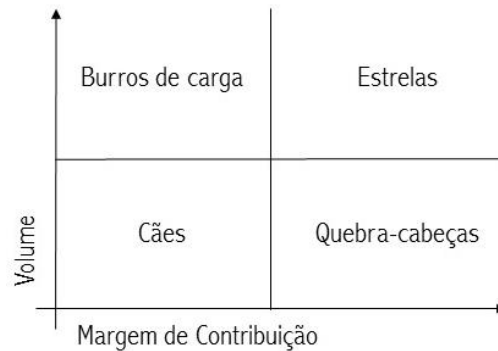 Burros de carga
Estrelas
Cães
Quebra-cabeças
Volume
Margem de Contribuição